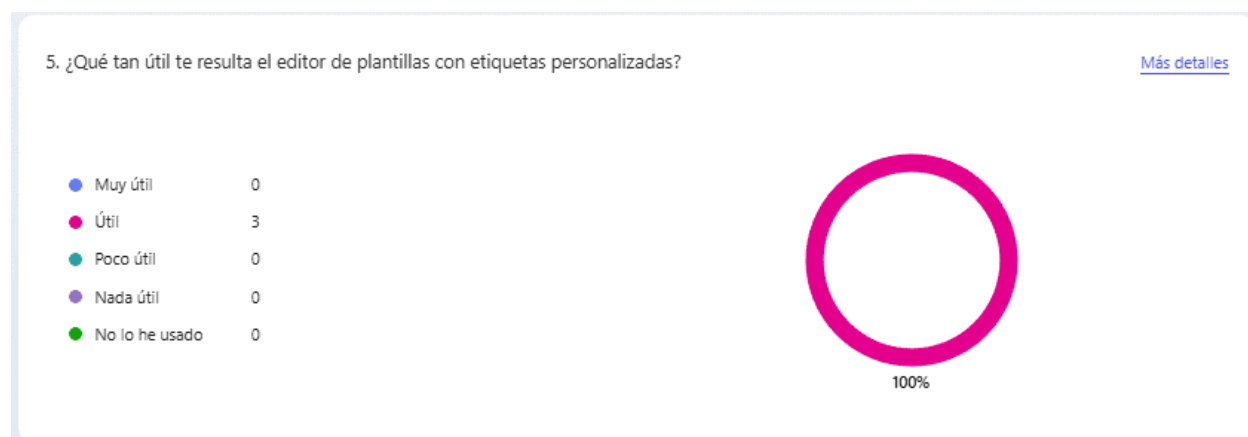 5. ¿Qué tan útil te resulta el editor de plantillas con etiquetas personalizadas?
Más detalles
Muy útil 0
Útil 3
Poco útil 0
Nada útil 0
No lo he usado 0
100%